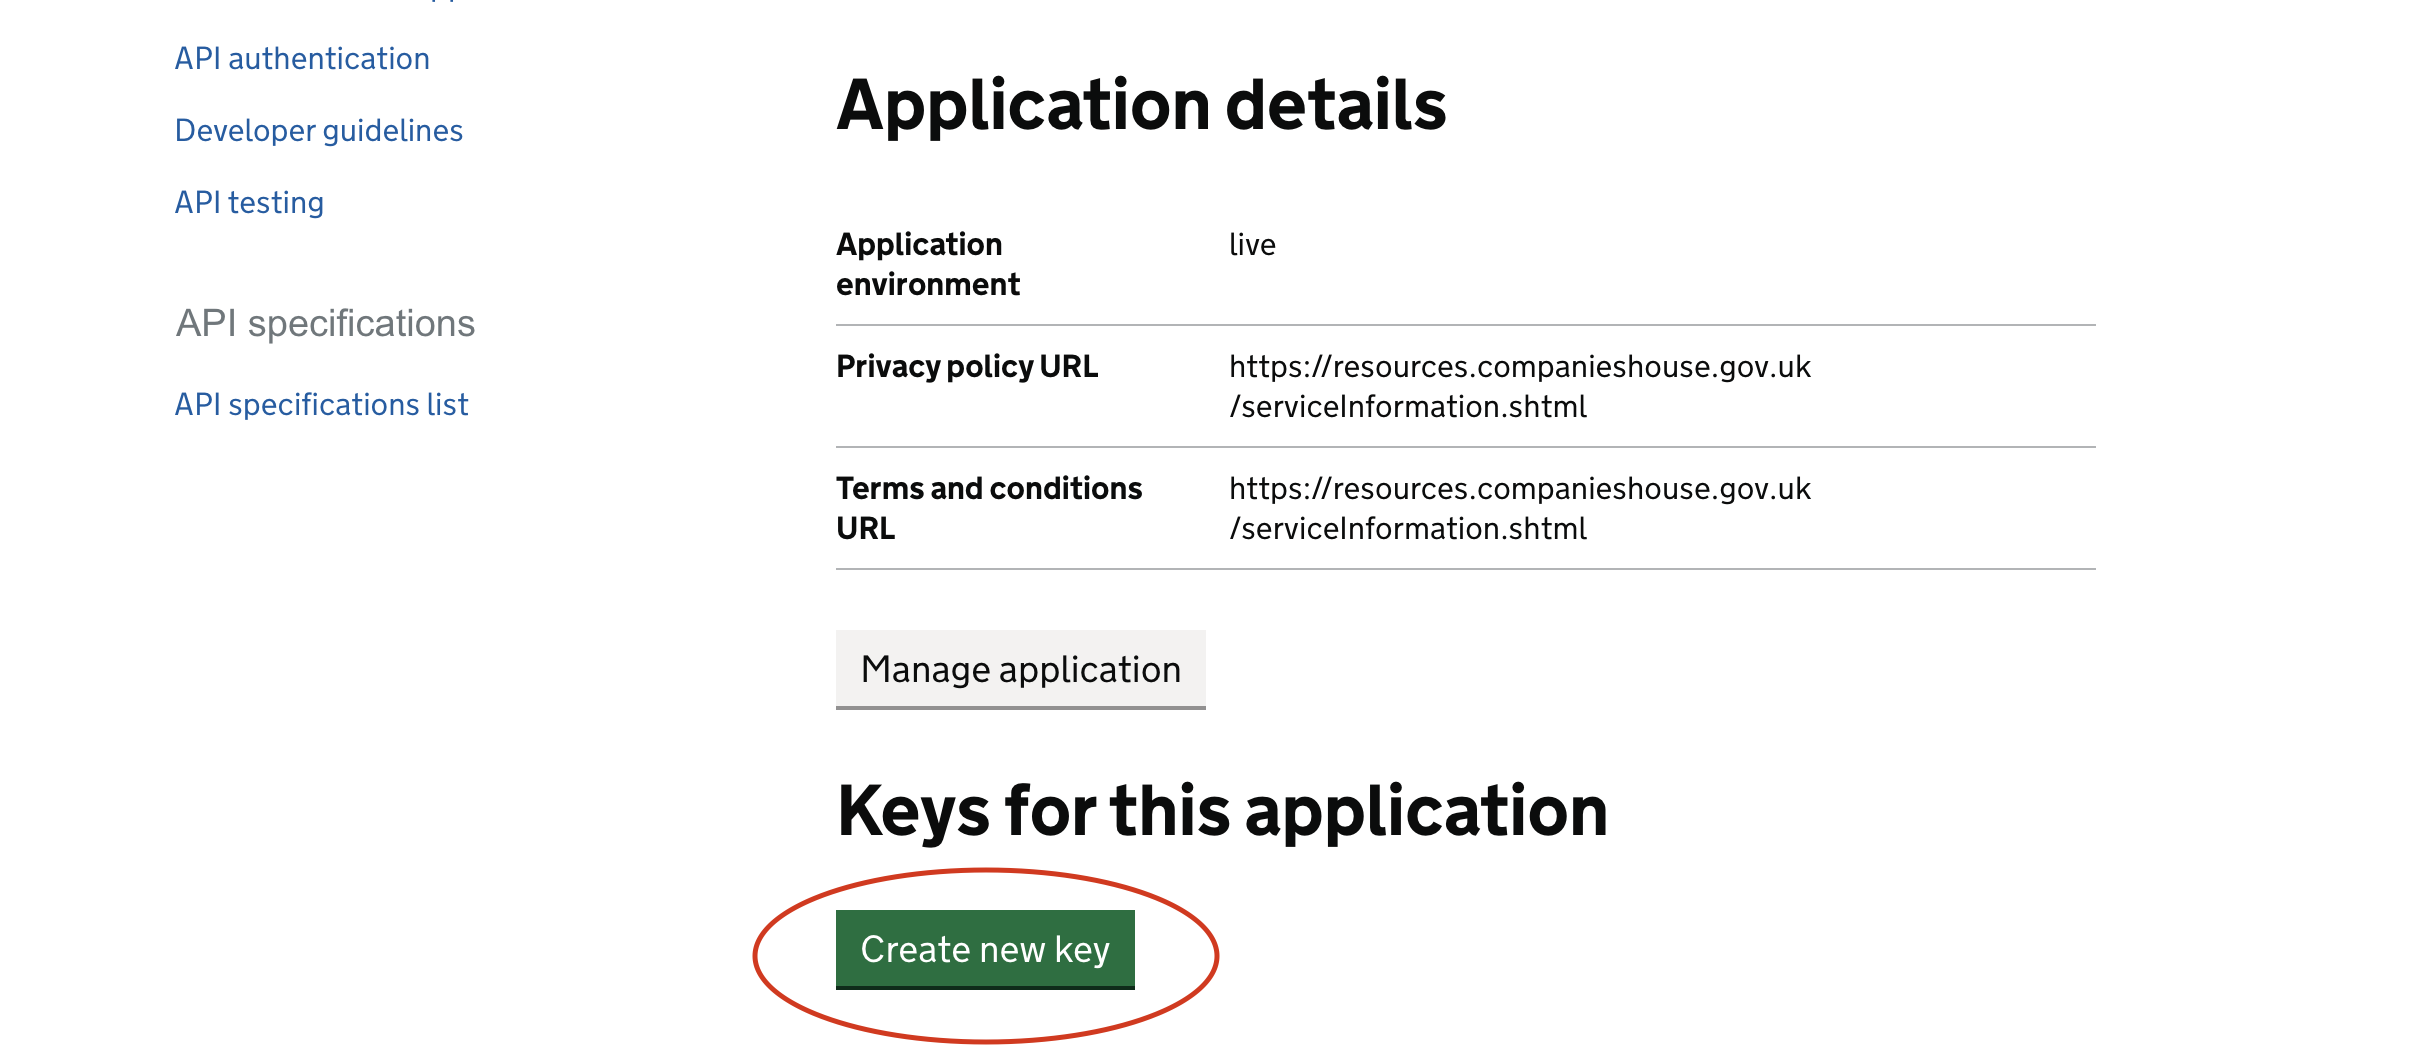 API authentication
Developer guidelines
API testing
API specifications
API specifications list
Application details
Application
environment
live
Privacy policy URL
https://resources.companieshouse.gov.uk
/serviceInformation.shtml
Terms and conditions
URL
https://resources.companieshouse.gov.uk
/serviceInformation.shtml
Manage application
Keys for this application
Create new key